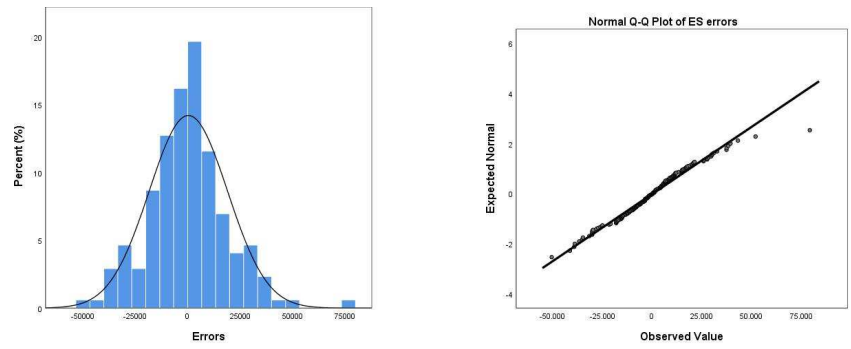 20
15
10
5
0
Percent (%)
-50000 -25000 0 25000 50000 75000
Errors
Normal Q-Q Plot of ES errors
6
4
2
0
-2
-4
Expected Normal
-50.000 -25.000 0 25.000 50.000 75.000
Observed Value